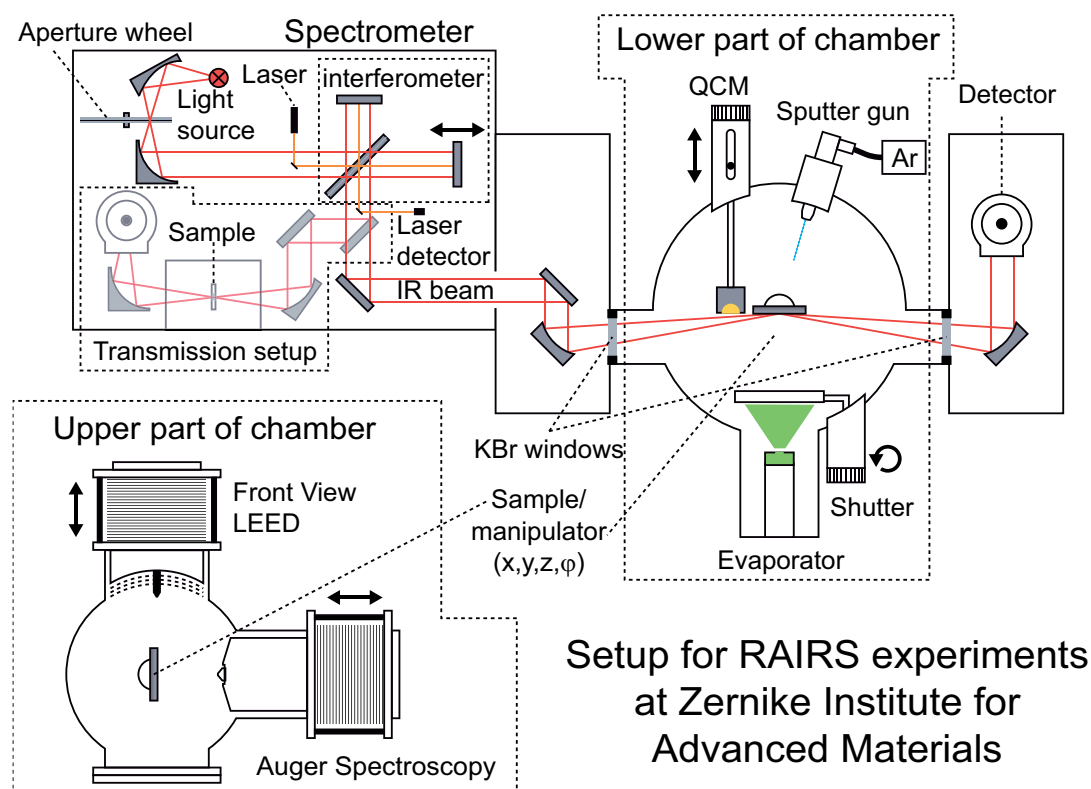 Aperture wheel
Spectrometer
Laser
interferometer
Light
source
Sample
Laser
detector
IR beam
Transmission setup
Lower part of chamber
QCM
Sputter gun
Ar
Detector
KBr windows
Shutter
Evaporator
Sample/
manipulator
(x,y,z,φ)
Upper part of chamber
Front View
LEED
Auger Spectroscopy
Setup for RAIRS experiments
at Zernike Institute for
Advanced Materials